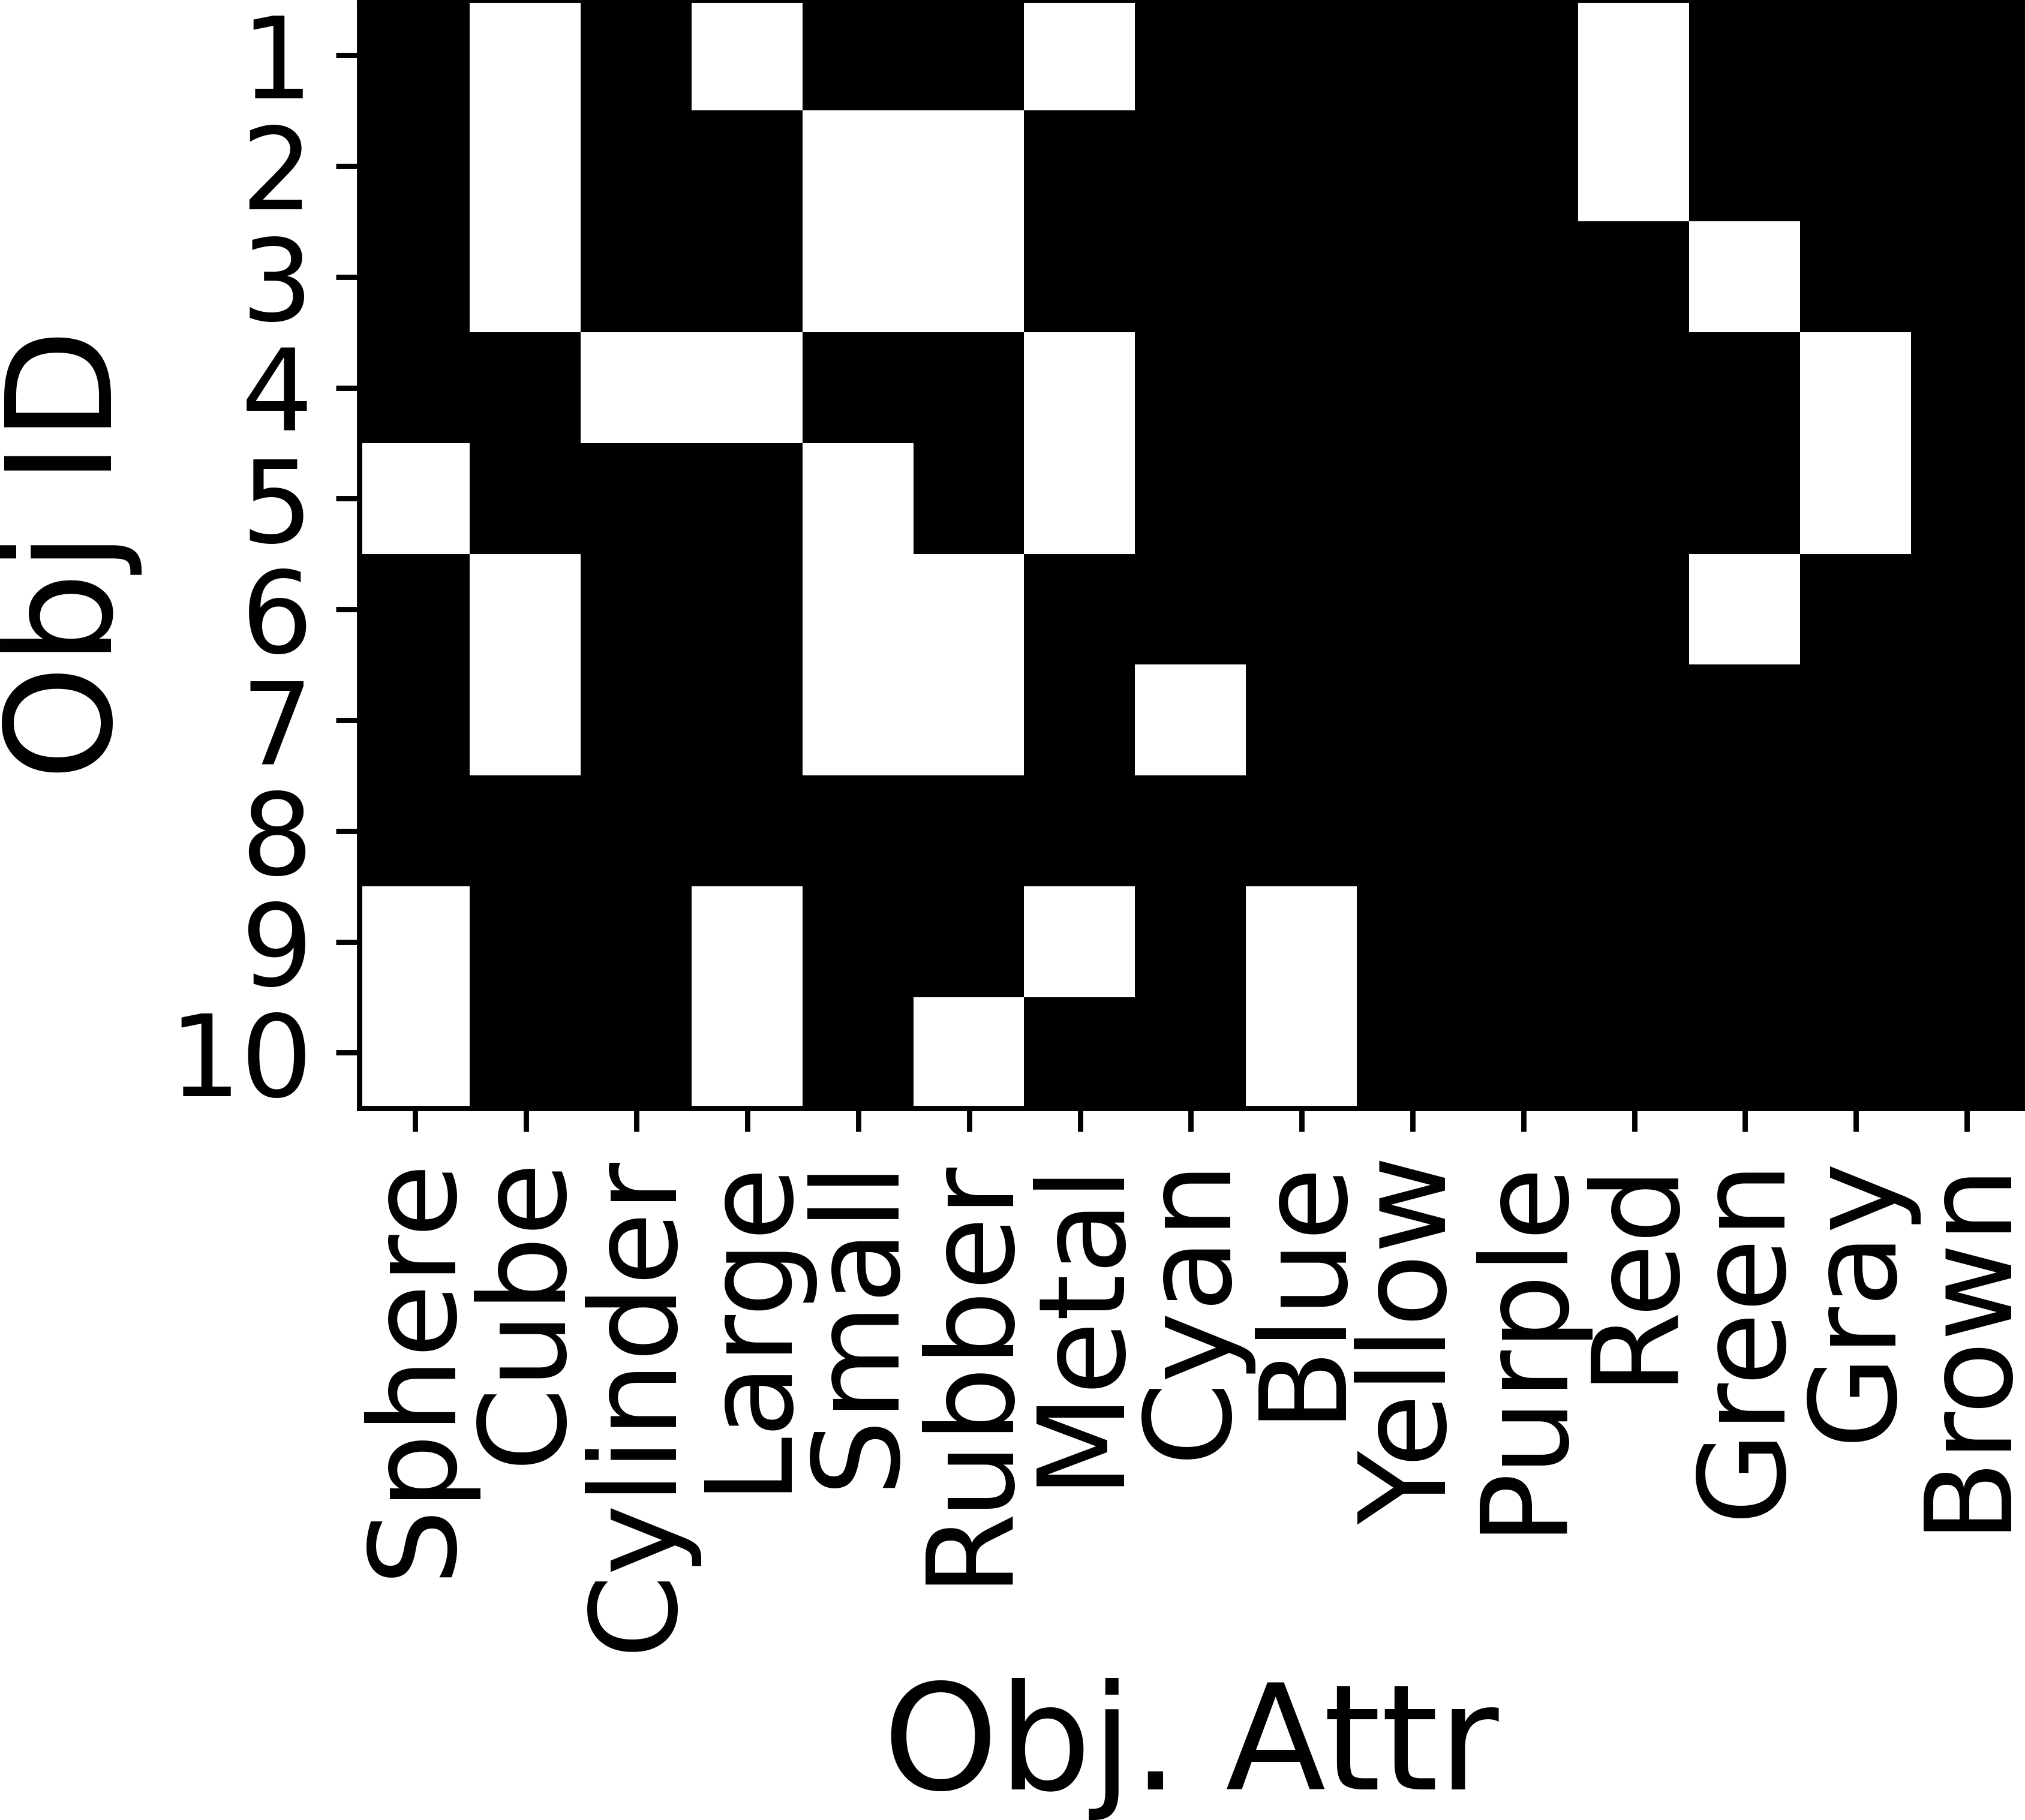 Obj ID
1
2
3
4
5
6
7
8
9
10
Sphere
Cube
Cylinder
Large
Small
Rubber
Metal
Cyan
Blue
Yellow
Purple
Red
Green
Gray
Brown
Obj. Attr